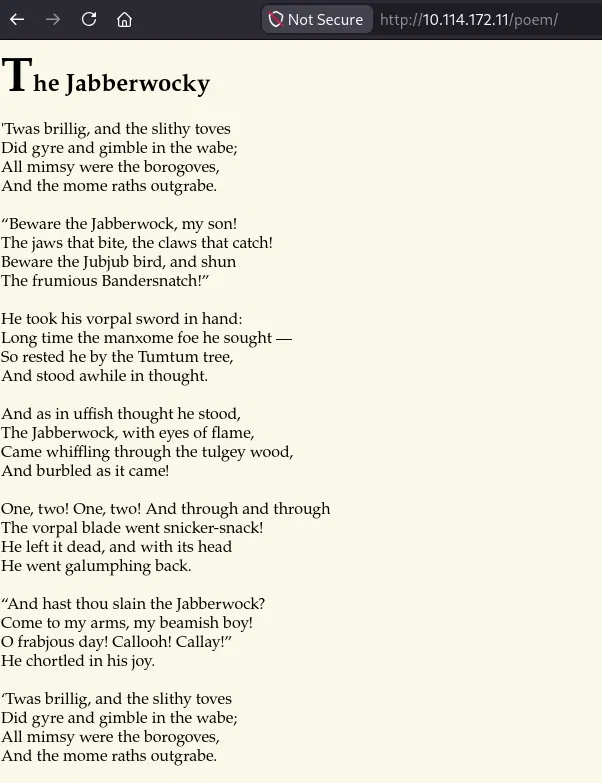 Not Secure http://10.114.172.11/poem/
The Jabberwocky
'Twas brillig, and the slithy toves
Did gyre and gimble in the wabe;
All mimsy were the borogoves,
And the mome raths outgrabe.
“Beware the Jabberwock, my son!
The jaws that bite, the claws that catch!
Beware the Jubjub bird, and shun
The frumious Bandersnatch!”
He took his vorpal sword in hand:
Long time the manxome foe he sought —
So rested he by the Tumtum tree,
And stood awhile in thought.
And as in uffish thought he stood,
The Jabberwock, with eyes of flame,
Came whiffling through the tulgey wood,
And burbled as it came!
One, two! One, two! And through and through
The vorpal blade went snicker-snack!
He left it dead, and with its head
He went galumphing back.
“And hast thou slain the Jabberwock?
Come to my arms, my beamish boy!
O frabjous day! Callooh! Callay!”
He chortled in his joy.
‘Twas brillig, and the slithy toves
Did gyre and gimble in the wabe;
All mimsy were the borogoves,
And the mome raths outgrabe.